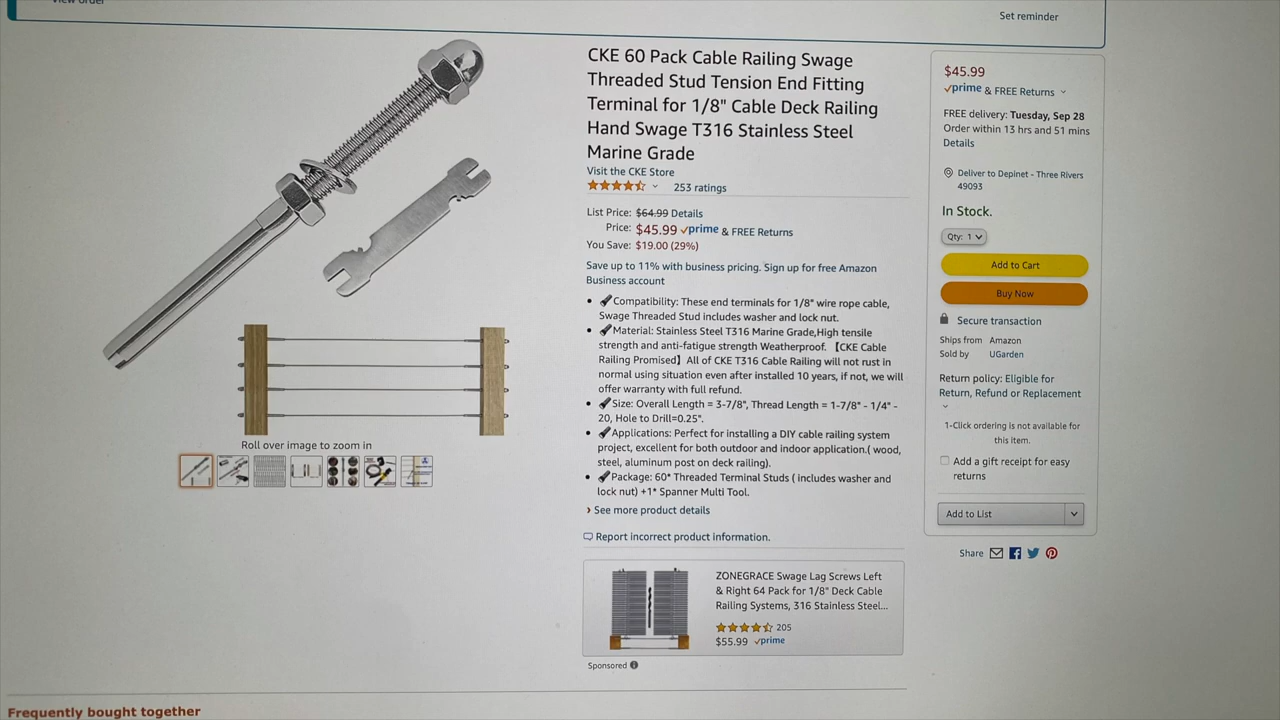 View order
Set reminder
CKE 60 Pack Cable Railing Swage
Threaded Stud Tension End Fitting
Terminal for 1/8" Cable Deck Railing
Hand Swage T316 Stainless Steel
Marine Grade
Visit the CKE Store
253 ratings
List Price: $64.99 Details
Price: $45.99 prime & FREE Returns
You Save: $19.00 (29%)
Save up to 11% with business pricing. Sign up for free Amazon
Business account
Compatibility: These end terminals for 1/8" wire rope cable,
Swage Threaded Stud includes washer and lock nut.
Material: Stainless Steel T316 Marine Grade,High tensile
strength and anti-fatigue strength Weatherproof. 【CKE Cable
Railing Promised】All of CKE T316 Cable Railing will not rust in
normal using situation even after installed 10 years, if not, we will
offer warranty with full refund.
Size: Overall Length = 3-7/8", Thread Length = 1-7/8" - 1/4" -
20, Hole to Drill=0.25".
Applications: Perfect for installing a DIY cable railing system
project, excellent for both outdoor and indoor application.( wood,
steel, aluminum post on deck railing).
Package: 60* Threaded Terminal Studs ( includes washer and
lock nut) +1* Spanner Multi Tool.
› See more product details
Report incorrect product information.
Roll over image to zoom in
ZONEGRACE Swage Lag Screws Left
& Right 64 Pack for 1/8" Deck Cable
Railing Systems, 316 Stainless Steel...
205
$55.99 prime
Sponsored
$45.99
prime & FREE Returns
FREE delivery: Tuesday, Sep 28
Order within 13 hrs and 51 mins
Details
Deliver to Depinet - Three Rivers
49093
In Stock.
Qty: 1
Add to Cart
Buy Now
Secure transaction
Ships from Amazon
Sold by UGarden
Return policy: Eligible for
Return, Refund or Replacement
1-Click ordering is not available for
this item.
Add a gift receipt for easy
returns
Add to List
Share
Frequently bought together